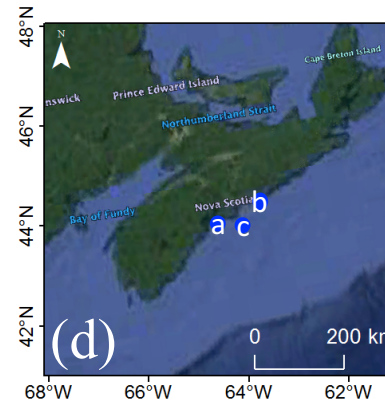 48°N
N
Cape Breton Island
Prince Edward Island
nswick
Northumberland Strait
46°N
Nova Scotia
b
a
c
Bay of Fundy
44°N
42°N
(d)
0 200 km
68°W 66°W 64°W 62°W